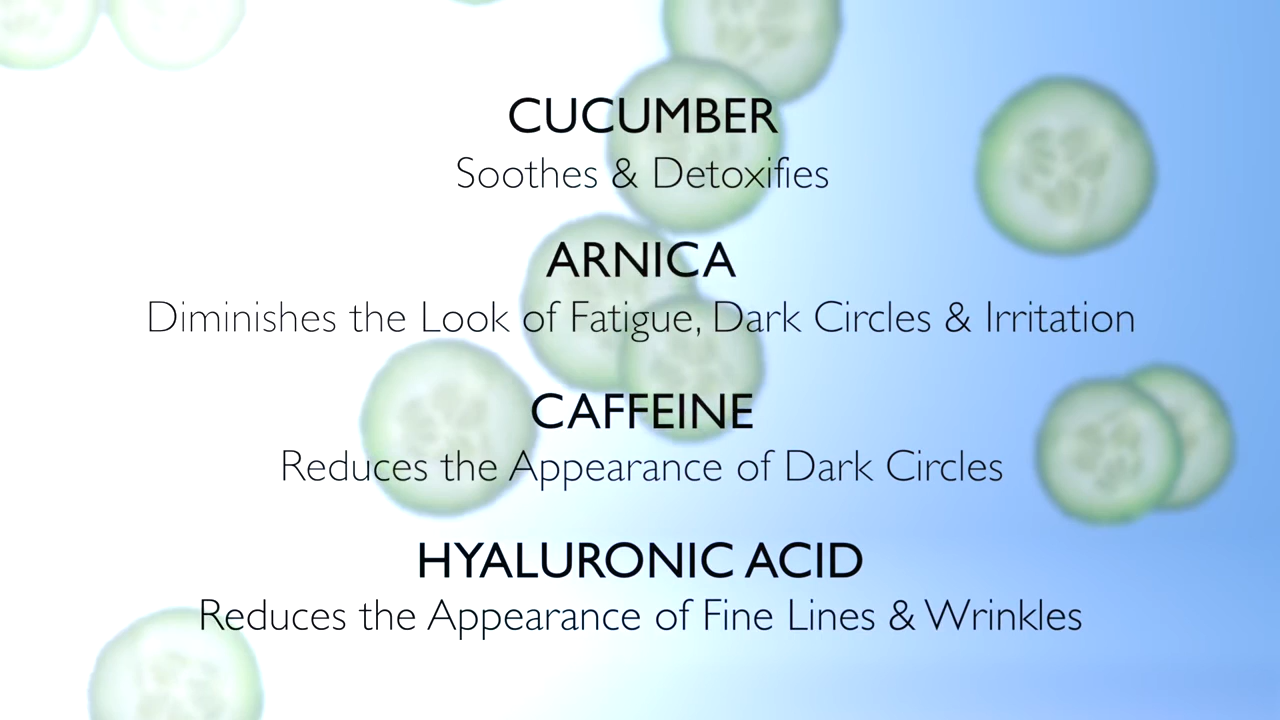 CUCUMBER
Soothes & Detoxifies
ARNICA
Diminishes the Look of Fatigue, Dark Circles & Irritation
CAFFEINE
Reduces the Appearance of Dark Circles
HYALURONIC ACID
Reduces the Appearance of Fine Lines & Wrinkles